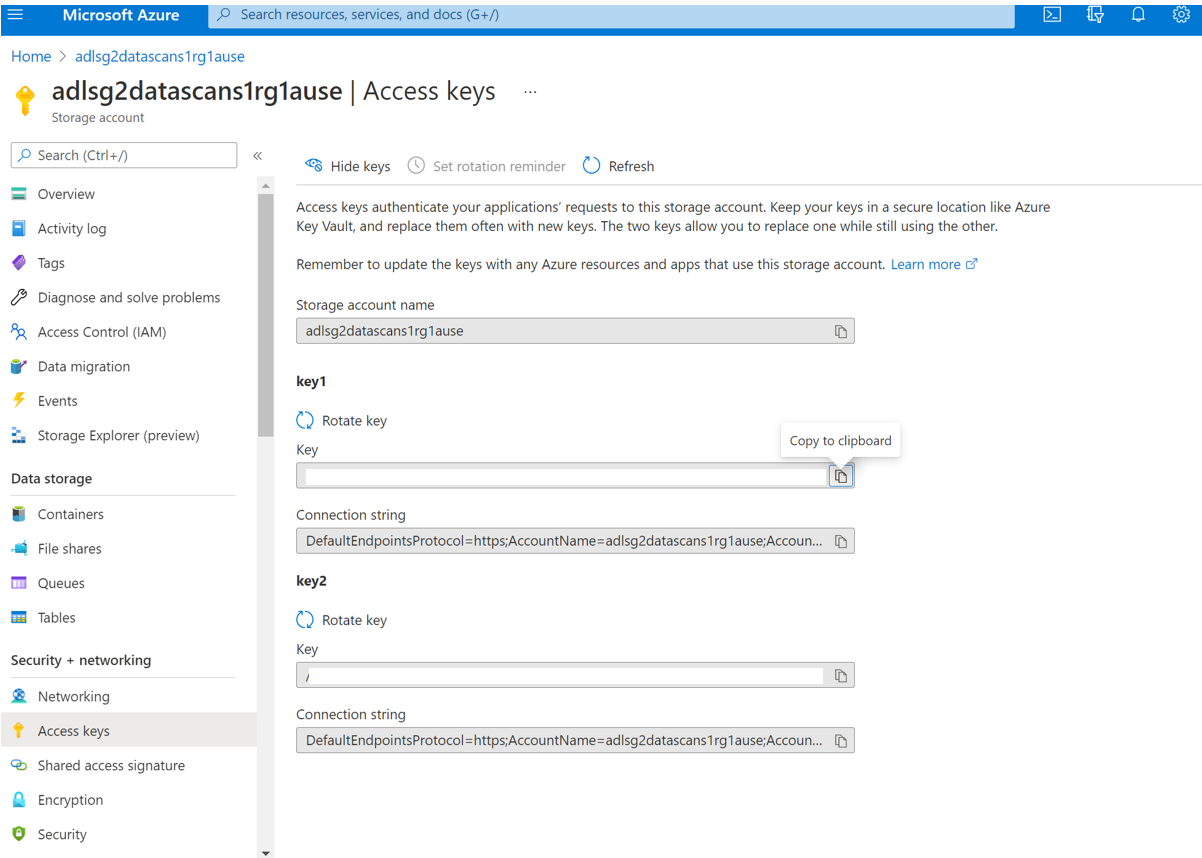 Microsoft Azure
Search resources, services, and docs (G+/)
Home > adlsg2datascans1rg1ause
adlsg2datascans1rg1ause | Access keys ...
Storage account
Search (Ctrl+/)
«
Overview
Activity log
Tags
Diagnose and solve problems
Access Control (IAM)
Data migration
Events
Storage Explorer (preview)
Data storage
Containers
File shares
Queues
Tables
Security + networking
Networking
Access keys
Shared access signature
Encryption
Security
Hide keys
Set rotation reminder
Refresh
Access keys authenticate your applications' requests to this storage account. Keep your keys in a secure location like Azure
Key Vault, and replace them often with new keys. The two keys allow you to replace one while still using the other.
Remember to update the keys with any Azure resources and apps that use this storage account. Learn more
Storage account name
adlsg2datascans1rg1ause
key1
Rotate key
Copy to clipboard
Key
Connection string
DefaultEndpointsProtocol=https;AccountName=adlsg2datascans1rg1ause;Accoun...
key2
Rotate key
Key
/
Connection string
DefaultEndpointsProtocol=https;AccountName=adlsg2datascans1rg1ause;Accoun...